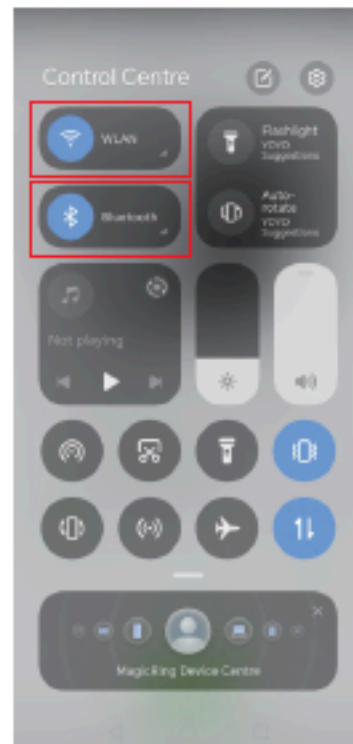 Control Centre
WLAN
Bluetooth
Flashlight
YOYO
Suggestions
Auto-
rotate
YOYO
Suggestions
Not playing
MagicRing Device Centre